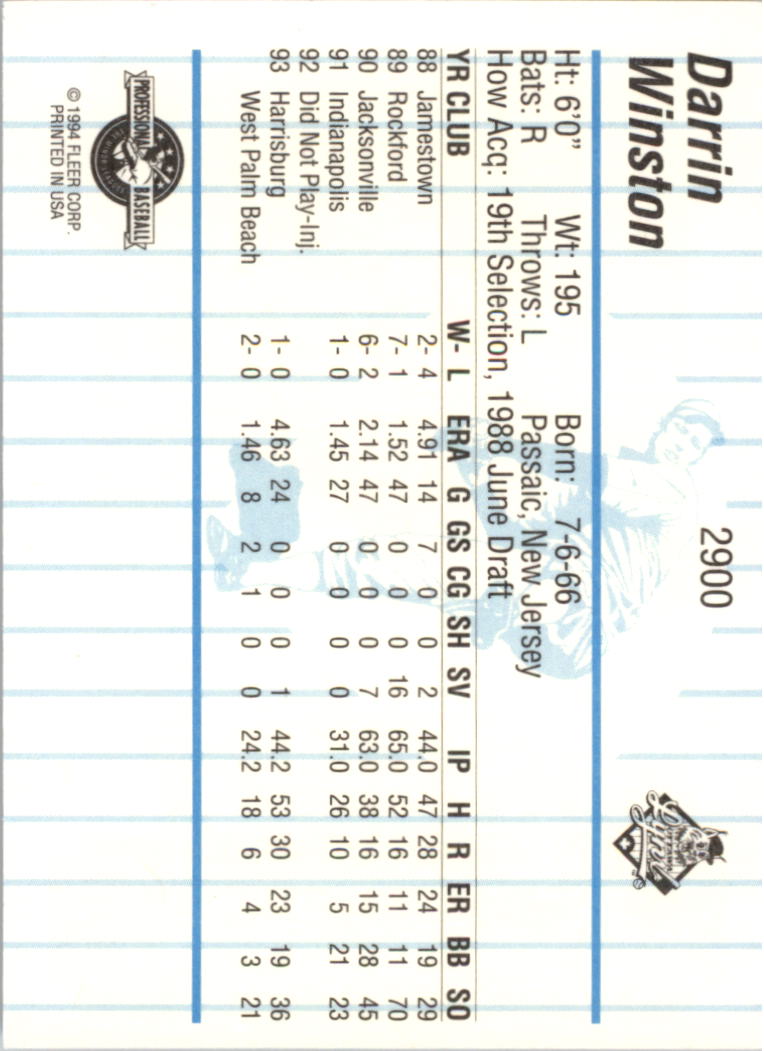 Darrin
Winston
2900
Ht: 6'0" Wt: 195 Born: 7-6-66
Bats: R Throws: L Passaic, New Jersey
How Acq: 19th Selection, 1988 June Draft
YR CLUB W- L ERA G GS CG SH SV IP H R ER BB SO
88 Jamestown 2- 4 4.91 14 7 0 0 2 44.0 47 28 24 19 29
89 Rockford 7- 1 1.52 47 0 0 0 16 65.0 52 16 11 11 70
90 Jacksonville 6- 2 2.14 47 0 0 0 7 63.0 38 16 15 28 45
91 Indianapolis 1- 0 1.45 27 0 0 0 0 31.0 26 10 5 21 23
92 Did Not Play-Inj.
93 Harrisburg 1- 0 4.63 24 0 0 0 1 44.2 53 30 23 19 36
West Palm Beach 2- 0 1.46 8 2 1 0 0 24.2 18 6 4 3 21
PROFESSIONAL BASEBALL
THE MINOR LEAGUES
© 1994 FLEER CORP.
PRINTED IN USA